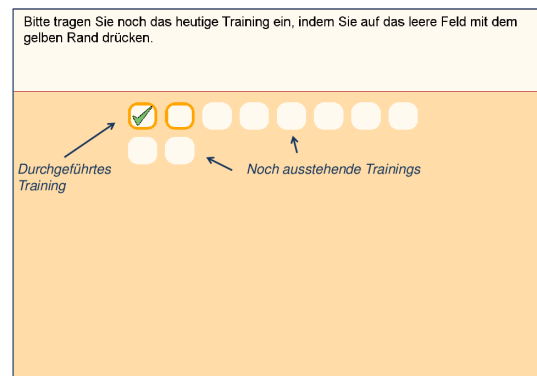 Bitte tragen Sie noch das heutige Training ein, indem Sie auf das leere Feld mit dem
gelben Rand drücken.
Durchgeführtes
Training
Noch ausstehende Trainings